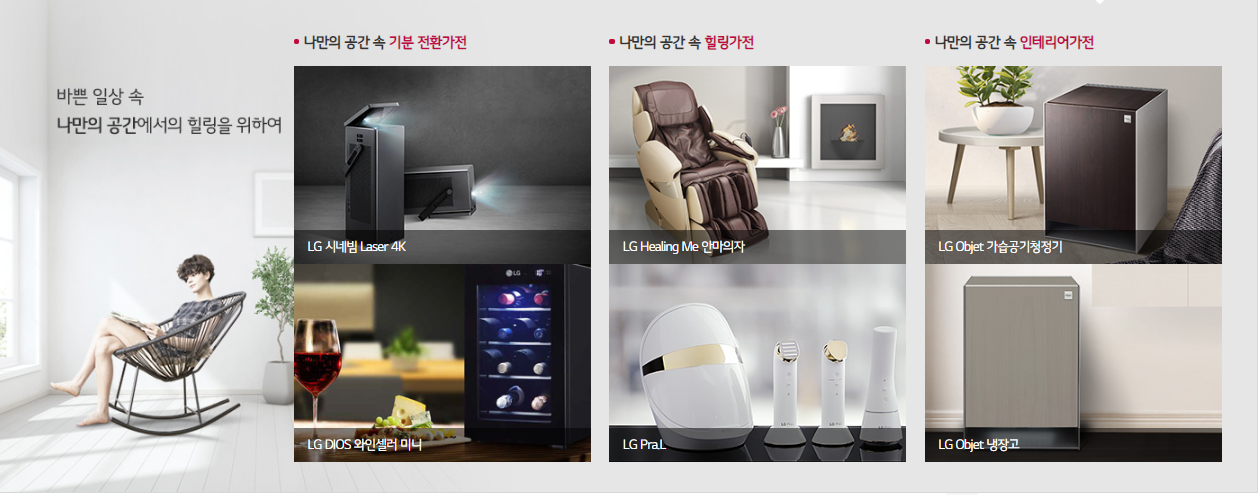 바쁜 일상 속
나만의 공간에서의 힐링을 위하여
나만의 공간 속 기분 전환가전
LG 시네빔 Laser 4K
LG
LG DIOS 와인셀러 미니
나만의 공간 속 힐링가전
LG Healing Me 안마의자
LG Pra.L
나만의 공간 속 인테리어가전
LG Objet 가습공기청정기
LG Objet 냉장고